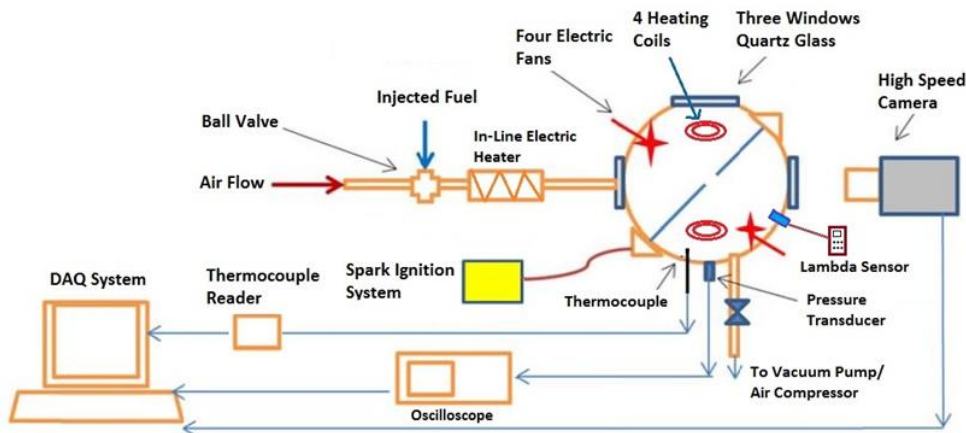 4 Heating
Coils
Three Windows
Quartz Glass
Four Electric
Fans
High Speed
Camera
Injected Fuel
Ball Valve
In-Line Electric
Heater
Air Flow
DAQ System
Thermocouple
Reader
Spark Ignition
System
Thermocouple
Lambda Sensor
Pressure
Transducer
To Vacuum Pump/
Air Compressor
Oscilloscope